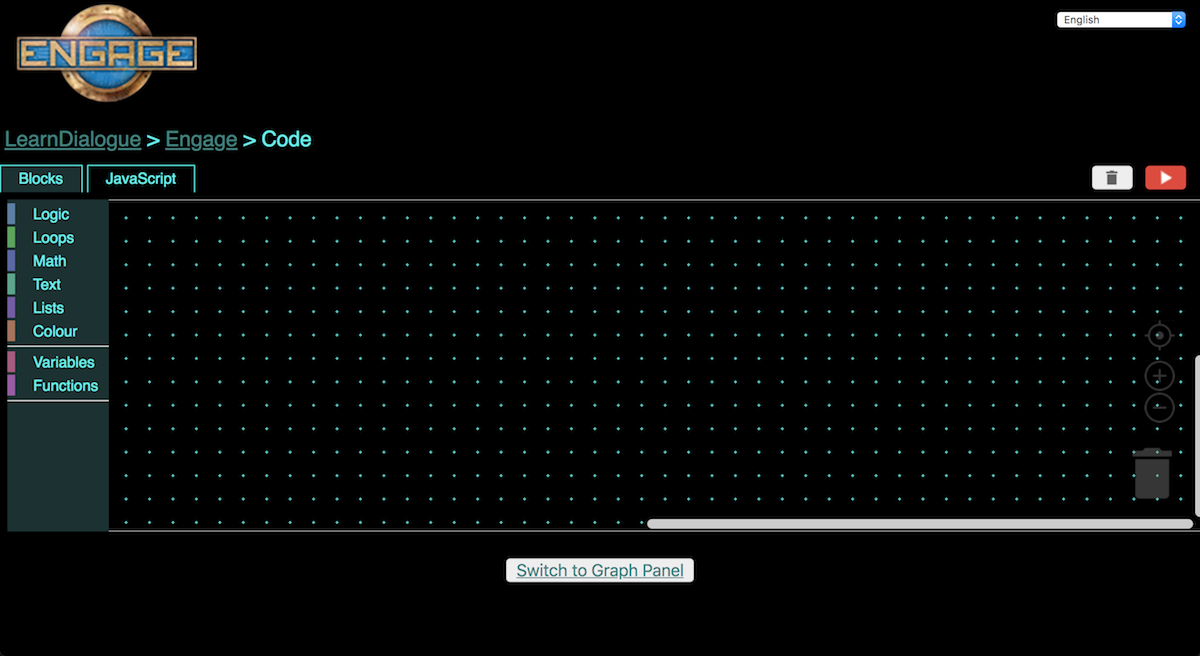 ENGAGE
English
LearnDialogue > Engage > Code
Blocks
JavaScript
Logic
Loops
Math
Text
Lists
Colour
Variables
Functions
Switch to Graph Panel